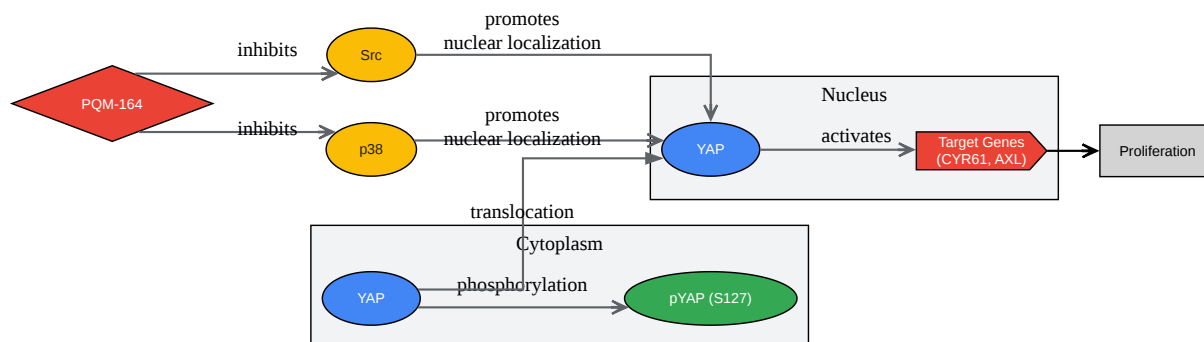 promotes
nuclear localization
inhibits
Src
PQM-164
Nucleus
promotes
nuclear localization
inhibits
p38
YAP
activates
Target Genes
(CYR61, AXL)
Proliferation
translocation
Cytoplasm
YAP
phosphorylation
pYAP (S127)